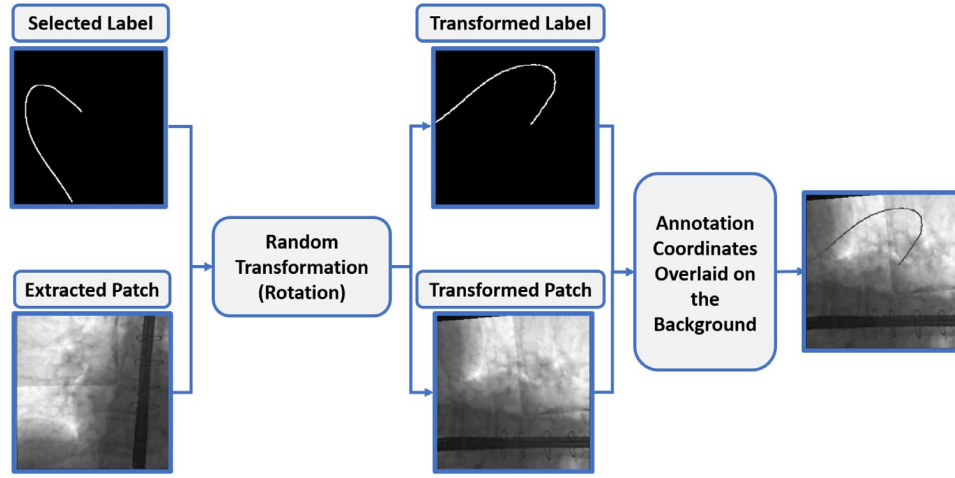 Selected Label
Transformed Label
Random
Transformation
(Rotation)
Annotation
Coordinates
Overlaid on
the
Background
Extracted Patch
Transformed Patch